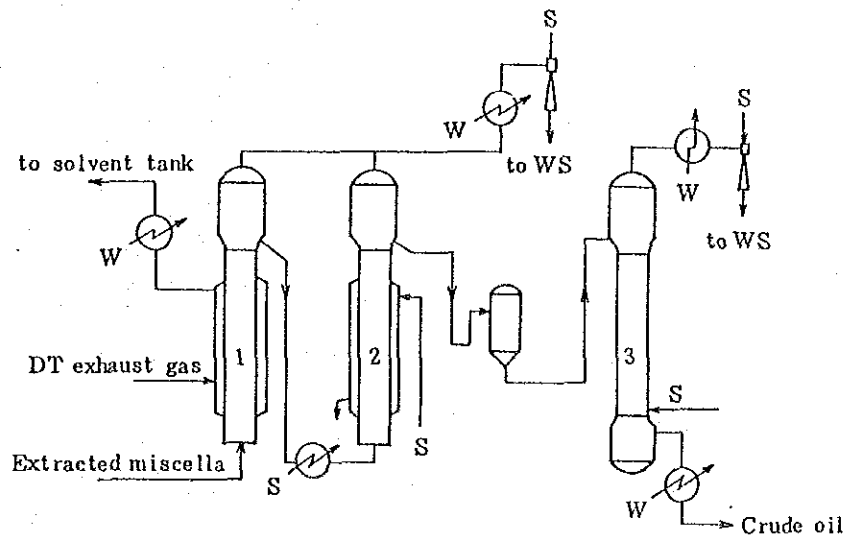 S
W
to WS
S
W
to WS
to solvent tank
W
1
2
3
DT exhaust gas
S
Extracted miscella
S
S
W
Crude oil